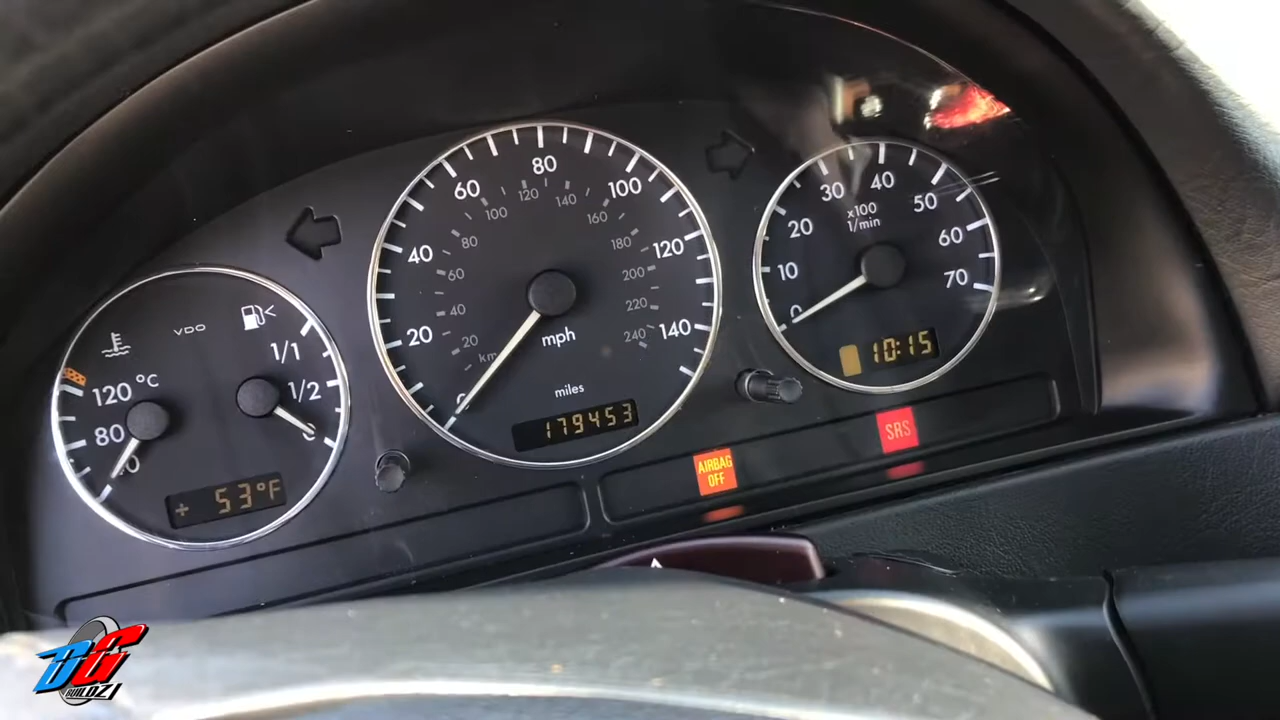 VDO
120 °C
80
1/1
1/2
+ 53°F
80
60
100
40
120
20
140
120
140
100
160
80
180
60
200
40
220
20
240
km
mph
miles
179453
30
40
20
50
10
60
0
70
x100
1/min
10:15
AIRBAG
OFF
SRS
DG
BUILDZ1